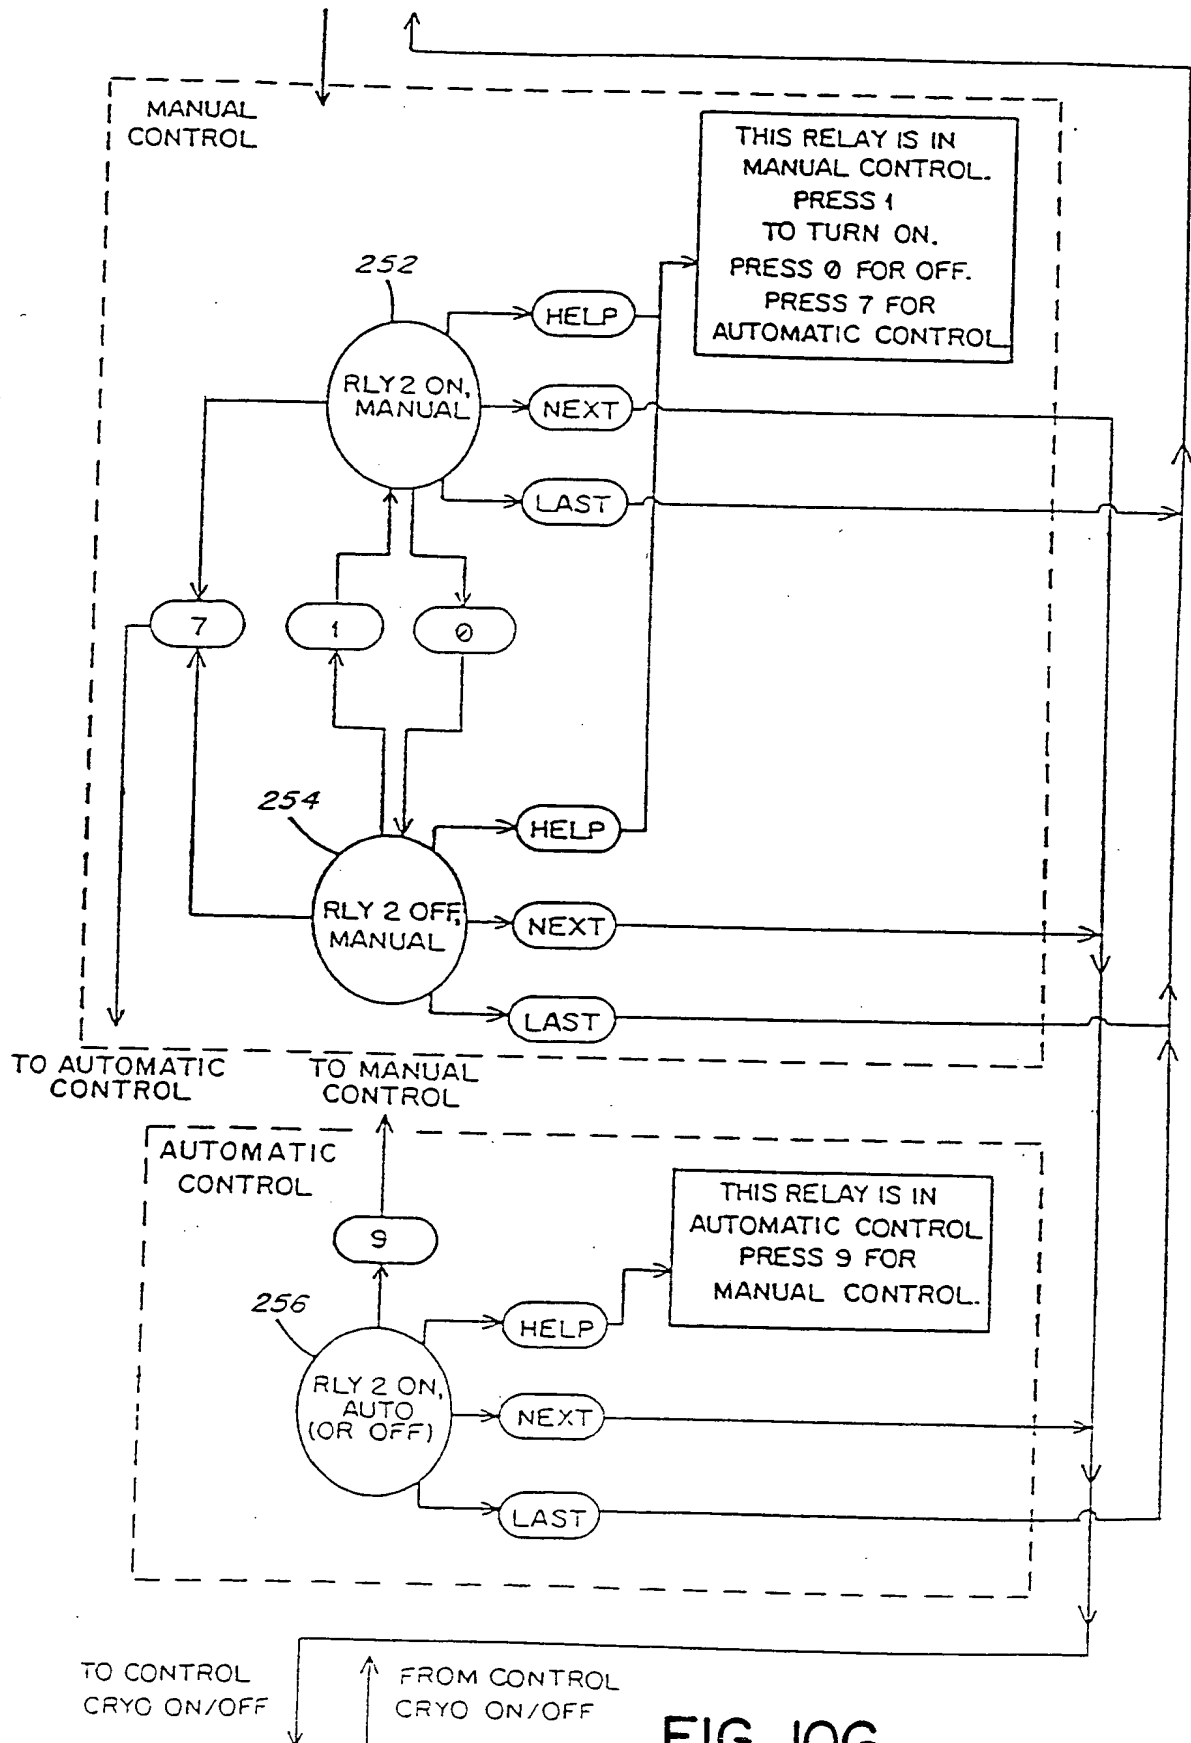 MANUAL
CONTROL
THIS RELAY IS IN
MANUAL CONTROL.
PRESS 1
TO TURN ON.
PRESS 0 FOR OFF.
PRESS 7 FOR
AUTOMATIC CONTROL
252
HELP
RLY 2 ON,
MANUAL
NEXT
LAST
7
1
0
254
HELP
RLY 2 OFF,
MANUAL
NEXT
LAST
TO AUTOMATIC
CONTROL
TO MANUAL
CONTROL
AUTOMATIC
CONTROL
THIS RELAY IS IN
AUTOMATIC CONTROL
PRESS 9 FOR
MANUAL CONTROL.
9
256
HELP
RLY 2 ON,
AUTO
(OR OFF)
NEXT
LAST
TO CONTROL
CRYO ON/OFF
FROM CONTROL
CRYO ON/OFF
FIG. 10G